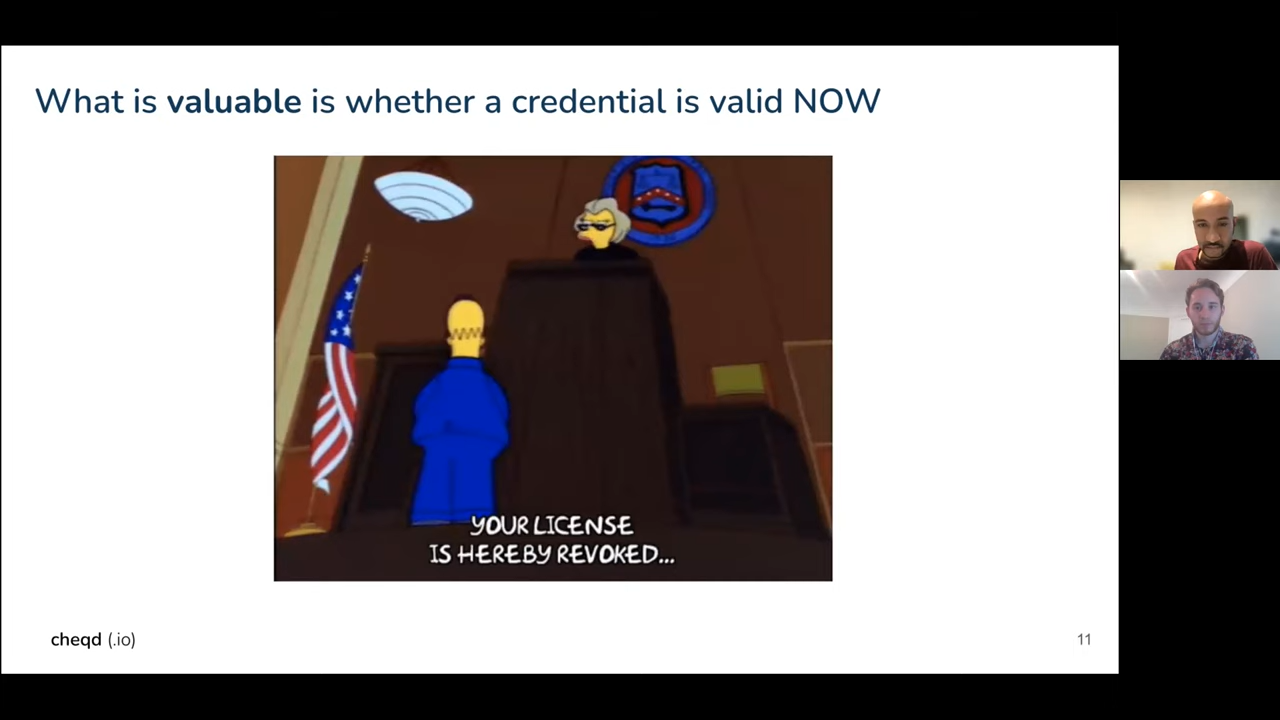 What is valuable is whether a credential is valid NOW
YOUR LICENSE
IS HEREBY REVOKED...
cheqd (.io)
11